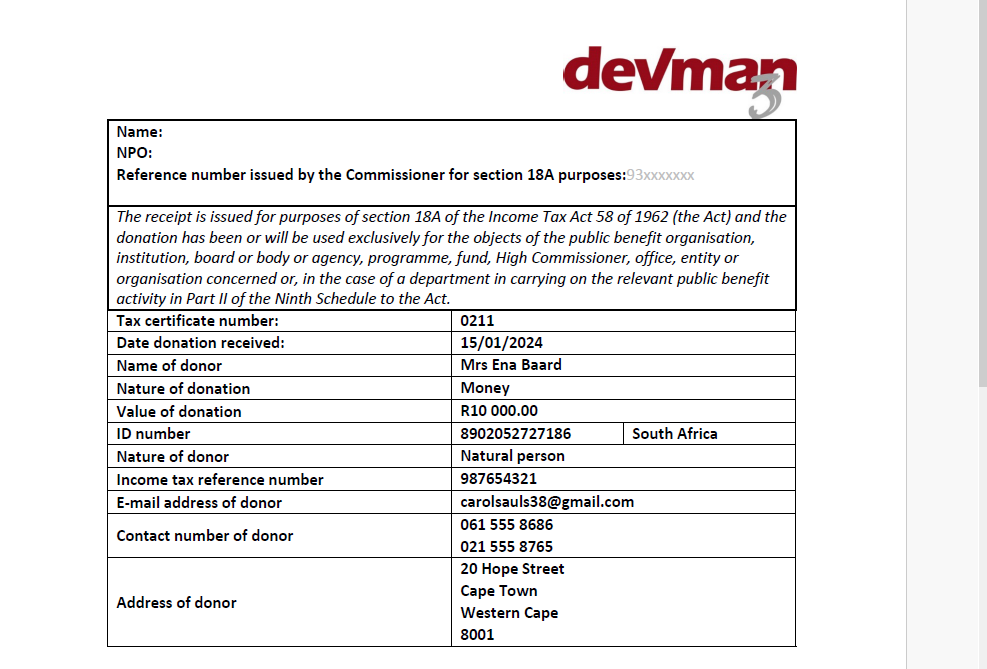 devman
3
Name:
NPO:
Reference number issued by the Commissioner for section 18A purposes:93xxxxxxx
The receipt is issued for purposes of section 18A of the Income Tax Act 58 of 1962 (the Act) and the
donation has been or will be used exclusively for the objects of the public benefit organisation,
institution, board or body or agency, programme, fund, High Commissioner, office, entity or
organisation concerned or, in the case of a department in carrying on the relevant public benefit
activity in Part II of the Ninth Schedule to the Act.
Tax certificate number: 0211
Date donation received: 15/01/2024
Name of donor Mrs Ena Baard
Nature of donation Money
Value of donation R10 000.00
ID number 8902052727186 South Africa
Nature of donor Natural person
Income tax reference number 987654321
E-mail address of donor carolsauls38@gmail.com
Contact number of donor
061 555 8686
021 555 8765
Address of donor
20 Hope Street
Cape Town
Western Cape
8001